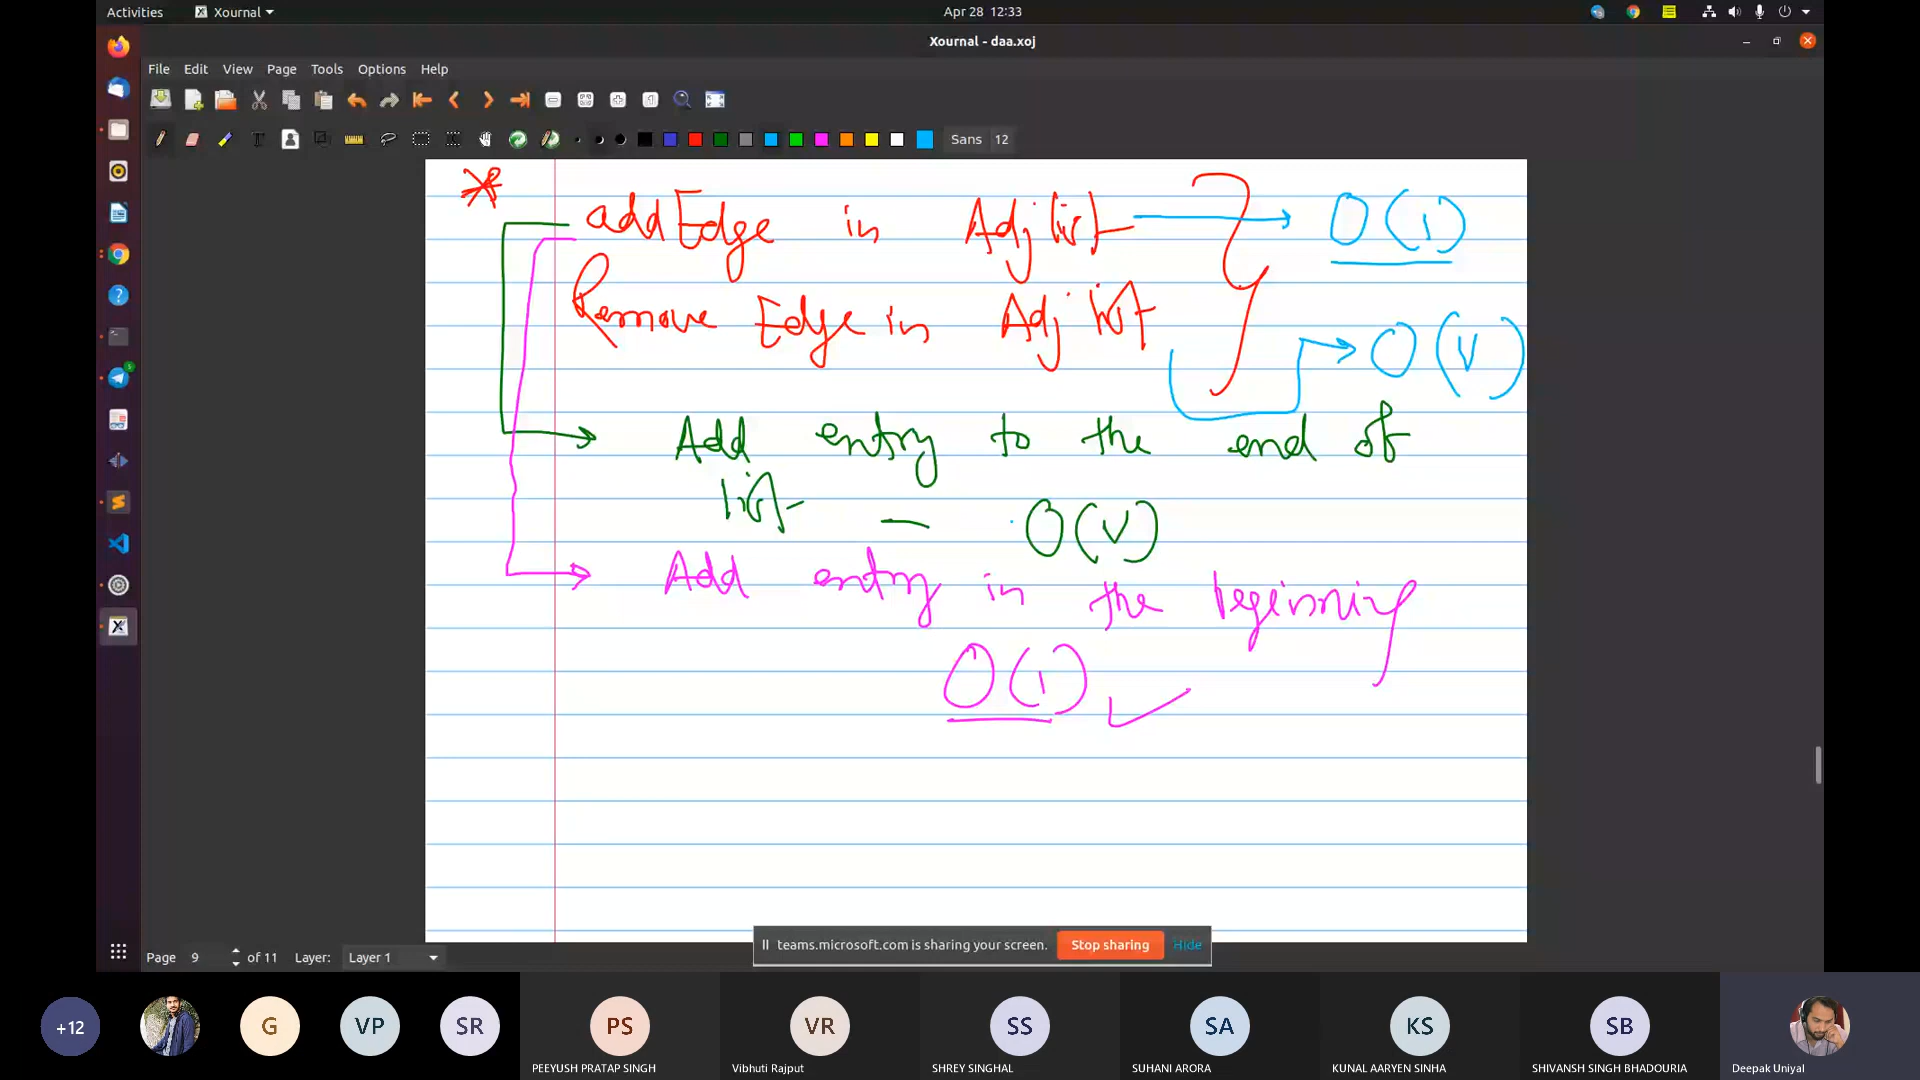 Activities Xournal Apr 28 12:33
Xournal - daa.xoj
File Edit View Page Tools Options Help
Sans 12
add Edge in Adj list → O(1)
Remove Edge in Adj list → O(V)
Add entry to the end of
list — O(V)
Add entry in the beginning
O(1) ✓
teams.microsoft.com is sharing your screen. Stop sharing Hide
Page 9 of 11 Layer: Layer 1
+12 G VP SR PS VR SS SA KS SB
PEEYUSH PRATAP SINGH Vibhuti Rajput SHREY SINGHAL SUHANI ARORA KUNAL AARYEN SINHA SHIVANSH SINGH BHADOURIA Deepak Uniyal